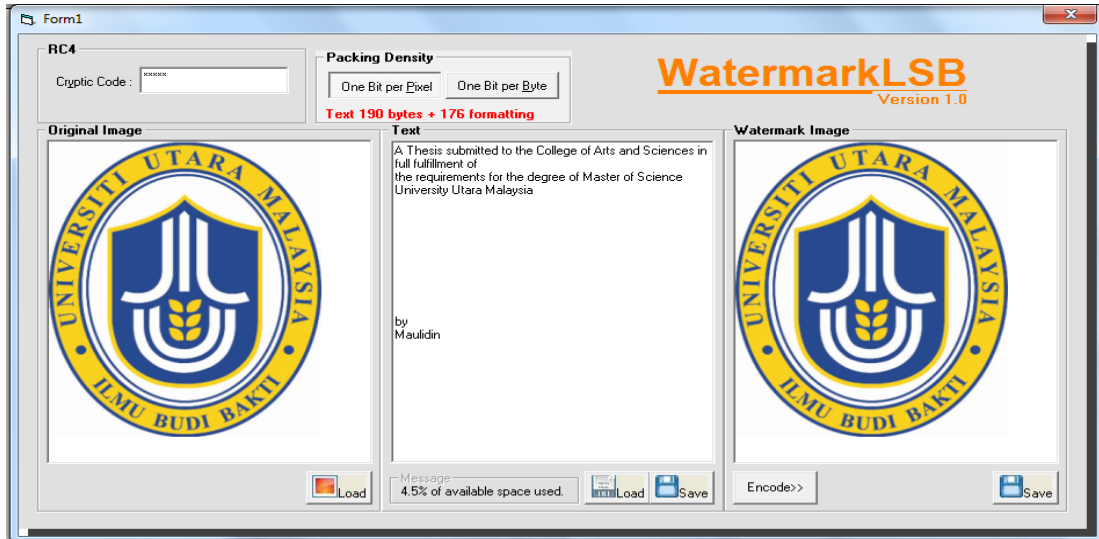 Form1
RC4
Cryptic Code :
*****
Packing Density
One Bit per Pixel
One Bit per Byte
Text 190 bytes + 176 formatting
WatermarkLSB
Version 1.0
Original Image
UNIVERSITI UTARA MALAYSIA
• ILMU BUDI BAKTI •
Load
Text
A Thesis submitted to the College of Arts and Sciences in
full fulfillment of
the requirements for the degree of Master of Science
University Utara Malaysia
by
Maulidin
Message
4.5% of available space used.
Load
Save
Watermark Image
UNIVERSITI UTARA MALAYSIA
• ILMU BUDI BAKTI •
Encode>>
Save